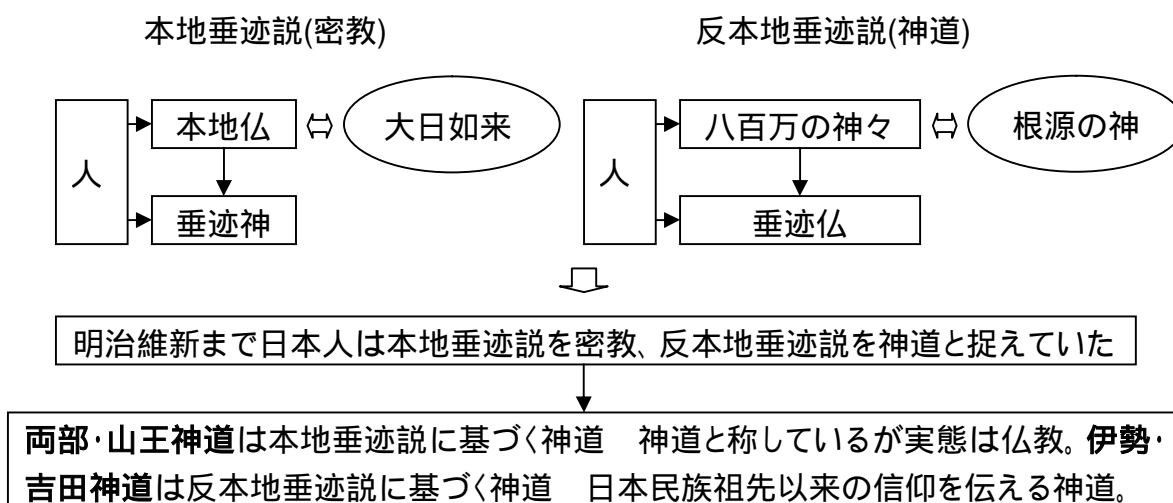 本地垂迹説(密教)
反本地垂迹説(神道)
人
本地仏
大日如来
垂迹神
人
八百万の神々
根源の神
垂迹仏
明治維新まで日本人は本地垂迹説を密教、反本地垂迹説を神道と捉えていた
両部・山王神道は本地垂迹説に基づく神道　神道と称しているが実態は仏教。伊勢・
吉田神道は反本地垂迹説に基づく神道　日本民族祖先以来の信仰を伝える神道。